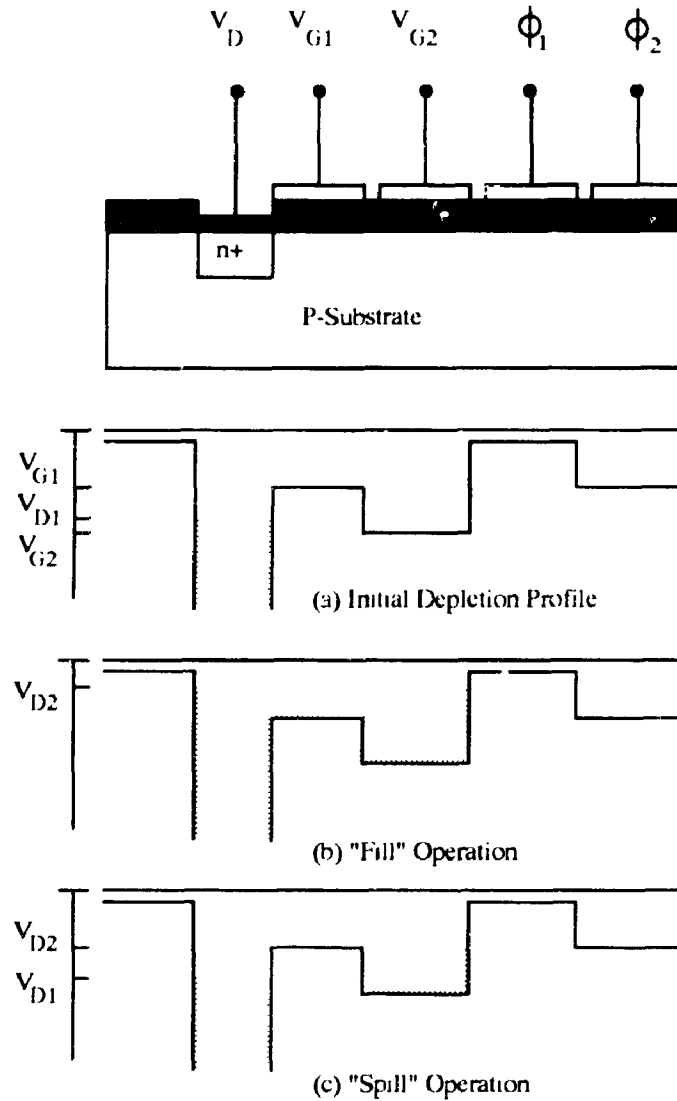 V_D V_G1 V_G2 ϕ_1 ϕ_2
n+
P-Substrate
V_G1
V_D1
V_G2
(a) Initial Depletion Profile
V_D2
(b) "Fill" Operation
V_D2
V_D1
(c) "Spill" Operation